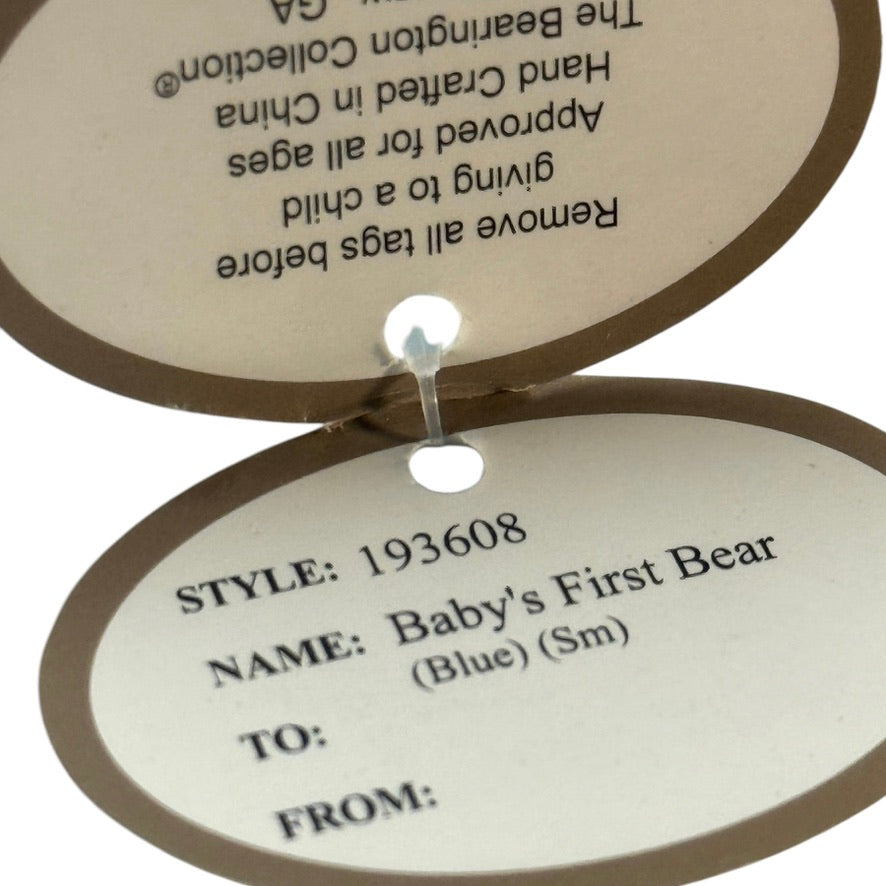 Remove all tags before
giving to a child
Approved for all ages
Hand Crafted in China
The Bearington Collection®
GA
STYLE: 193608
NAME: Baby's First Bear
(Blue) (Sm)
TO:
FROM: